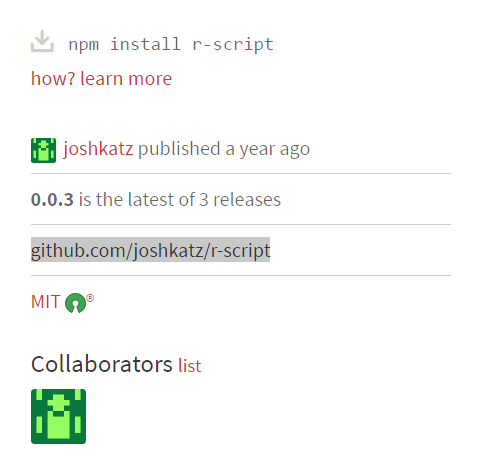 npm install r-script
how? learn more
joshkatz published a year ago
0.0.3 is the latest of 3 releases
github.com/joshkatz/r-script
MIT ®
Collaborators list